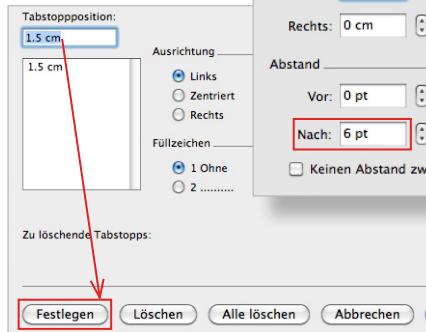 Tabstoppposition:
1.5 cm
1.5 cm
Ausrichtung
Links
Zentriert
Rechts
Füllzeichen
1 Ohne
2 ..........
Rechts: 0 cm
Abstand
Vor: 0 pt
Nach: 6 pt
Keinen Abstand zw
Zu löschende Tabstopps:
Festlegen Löschen Alle löschen Abbrechen